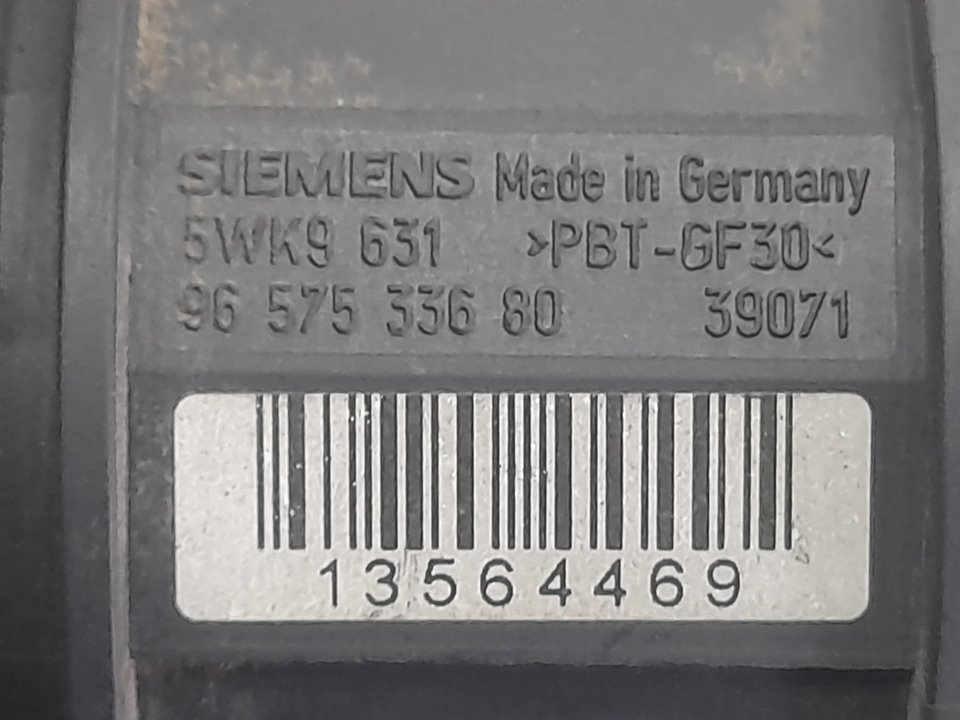 SIEMENS Made in Germany
5WK9 631 >PBT-GF30<
96 575 336 80 39071
13564469